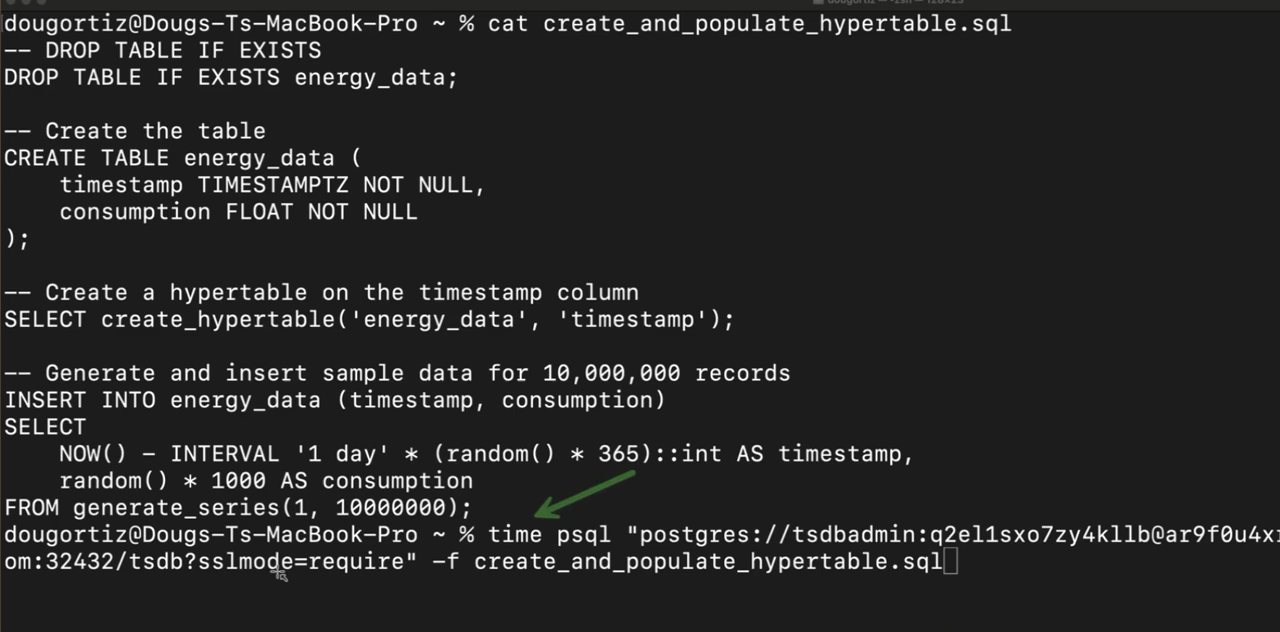 dougortiz@Dougs-Ts-MacBook-Pro ~ % cat create_and_populate_hypertable.sql
-- DROP TABLE IF EXISTS
DROP TABLE IF EXISTS energy_data;
-- Create the table
CREATE TABLE energy_data (
    timestamp TIMESTAMPTZ NOT NULL,
    consumption FLOAT NOT NULL
);
-- Create a hypertable on the timestamp column
SELECT create_hypertable('energy_data', 'timestamp');
-- Generate and insert sample data for 10,000,000 records
INSERT INTO energy_data (timestamp, consumption)
SELECT
    NOW() - INTERVAL '1 day' * (random() * 365)::int AS timestamp,
    random() * 1000 AS consumption
FROM generate_series(1, 10000000);
dougortiz@Dougs-Ts-MacBook-Pro ~ % time psql "postgres://tsdbadmin:q2el1sxo7zy4kllb@ar9f0u4x
om:32432/tsdb?sslmode=require" -f create_and_populate_hypertable.sql